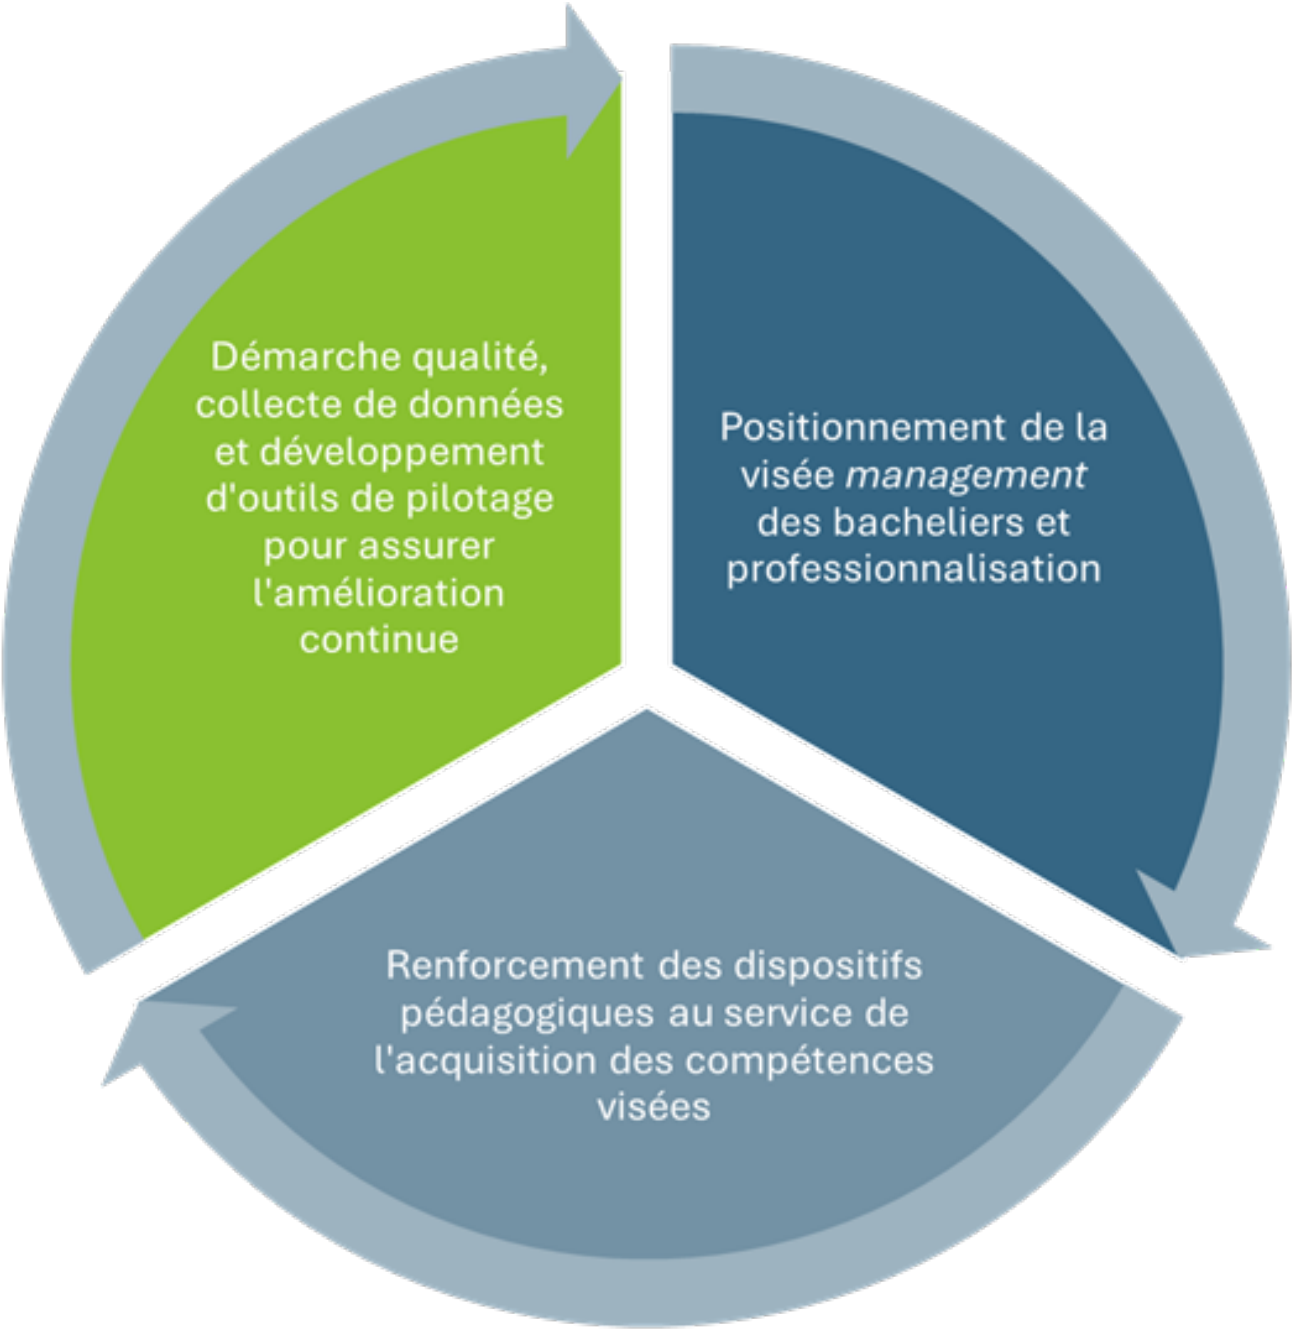 Démarche qualité,
collecte de données
et développement
d'outils de pilotage
pour assurer
l'amélioration
continue
Positionnement de la
visée management
des bacheliers et
professionnalisation
Renforcement des dispositifs
pédagogiques au service de
l'acquisition des compétences
visées